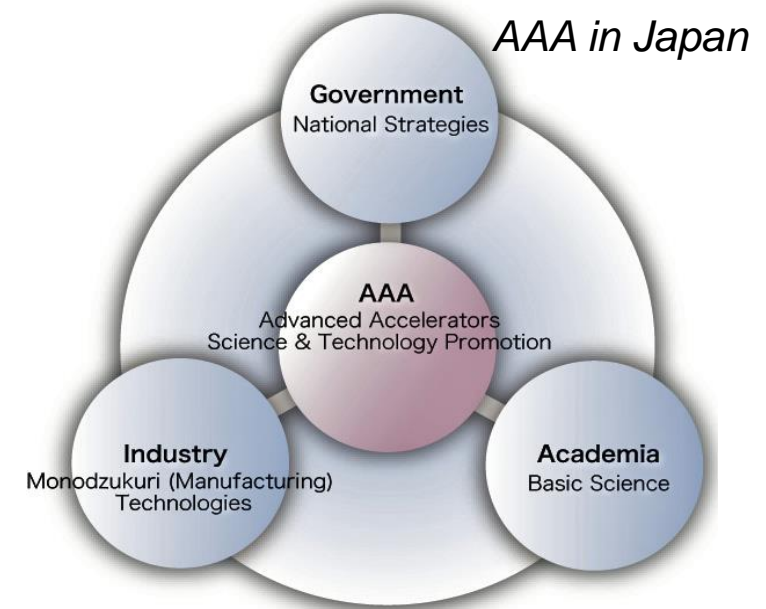 AAA in Japan
Government
National Strategies
AAA
Advanced Accelerators
Science & Technology Promotion
Industry
Monodzukuri (Manufacturing)
Technologies
Academia
Basic Science